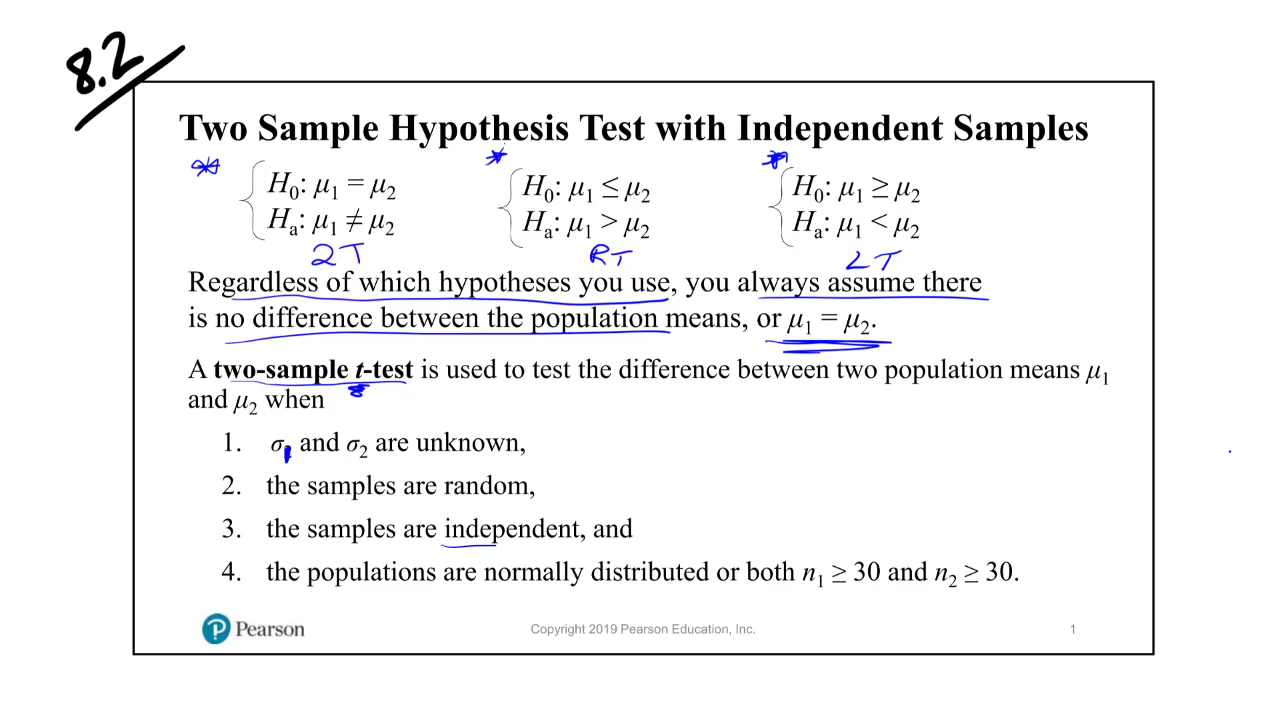 8.2
Two Sample Hypothesis Test with Independent Samples
H₀: μ₁ = μ₂
Hₐ: μ₁ ≠ μ₂
2T
H₀: μ₁ ≤ μ₂
Hₐ: μ₁ > μ₂
RT
H₀: μ₁ ≥ μ₂
Hₐ: μ₁ < μ₂
LT
Regardless of which hypotheses you use, you always assume there
is no difference between the population means, or μ₁ = μ₂.
A two-sample t-test is used to test the difference between two population means μ₁
and μ₂ when
1. σ₁ and σ₂ are unknown,
2. the samples are random,
3. the samples are independent, and
4. the populations are normally distributed or both n₁ ≥ 30 and n₂ ≥ 30.
Pearson
Copyright 2019 Pearson Education, Inc.
1